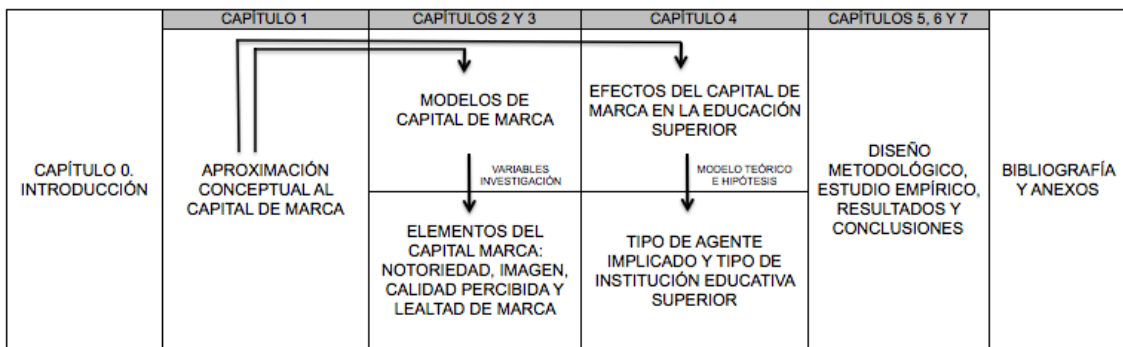 CAPÍTULO 0.
INTRODUCCIÓN
CAPÍTULO 1
APROXIMACIÓN
CONCEPTUAL AL
CAPITAL DE MARCA
CAPÍTULOS 2 Y 3
MODELOS DE
CAPITAL DE MARCA
VARIABLES
INVESTIGACIÓN
ELEMENTOS DEL
CAPITAL MARCA:
NOTORIEDAD, IMAGEN,
CALIDAD PERCIBIDA Y
LEALTAD DE MARCA
CAPÍTULO 4
EFECTOS DEL CAPITAL DE
MARCA EN LA EDUCACIÓN
SUPERIOR
MODELO TEÓRICO
E HIPÓTESIS
TIPO DE AGENTE
IMPLICADO Y TIPO DE
INSTITUCIÓN EDUCATIVA
SUPERIOR
CAPÍTULOS 5, 6 Y 7
DISEÑO
METODOLÓGICO,
ESTUDIO EMPÍRICO,
RESULTADOS Y
CONCLUSIONES
BIBLIOGRAFÍA
Y ANEXOS